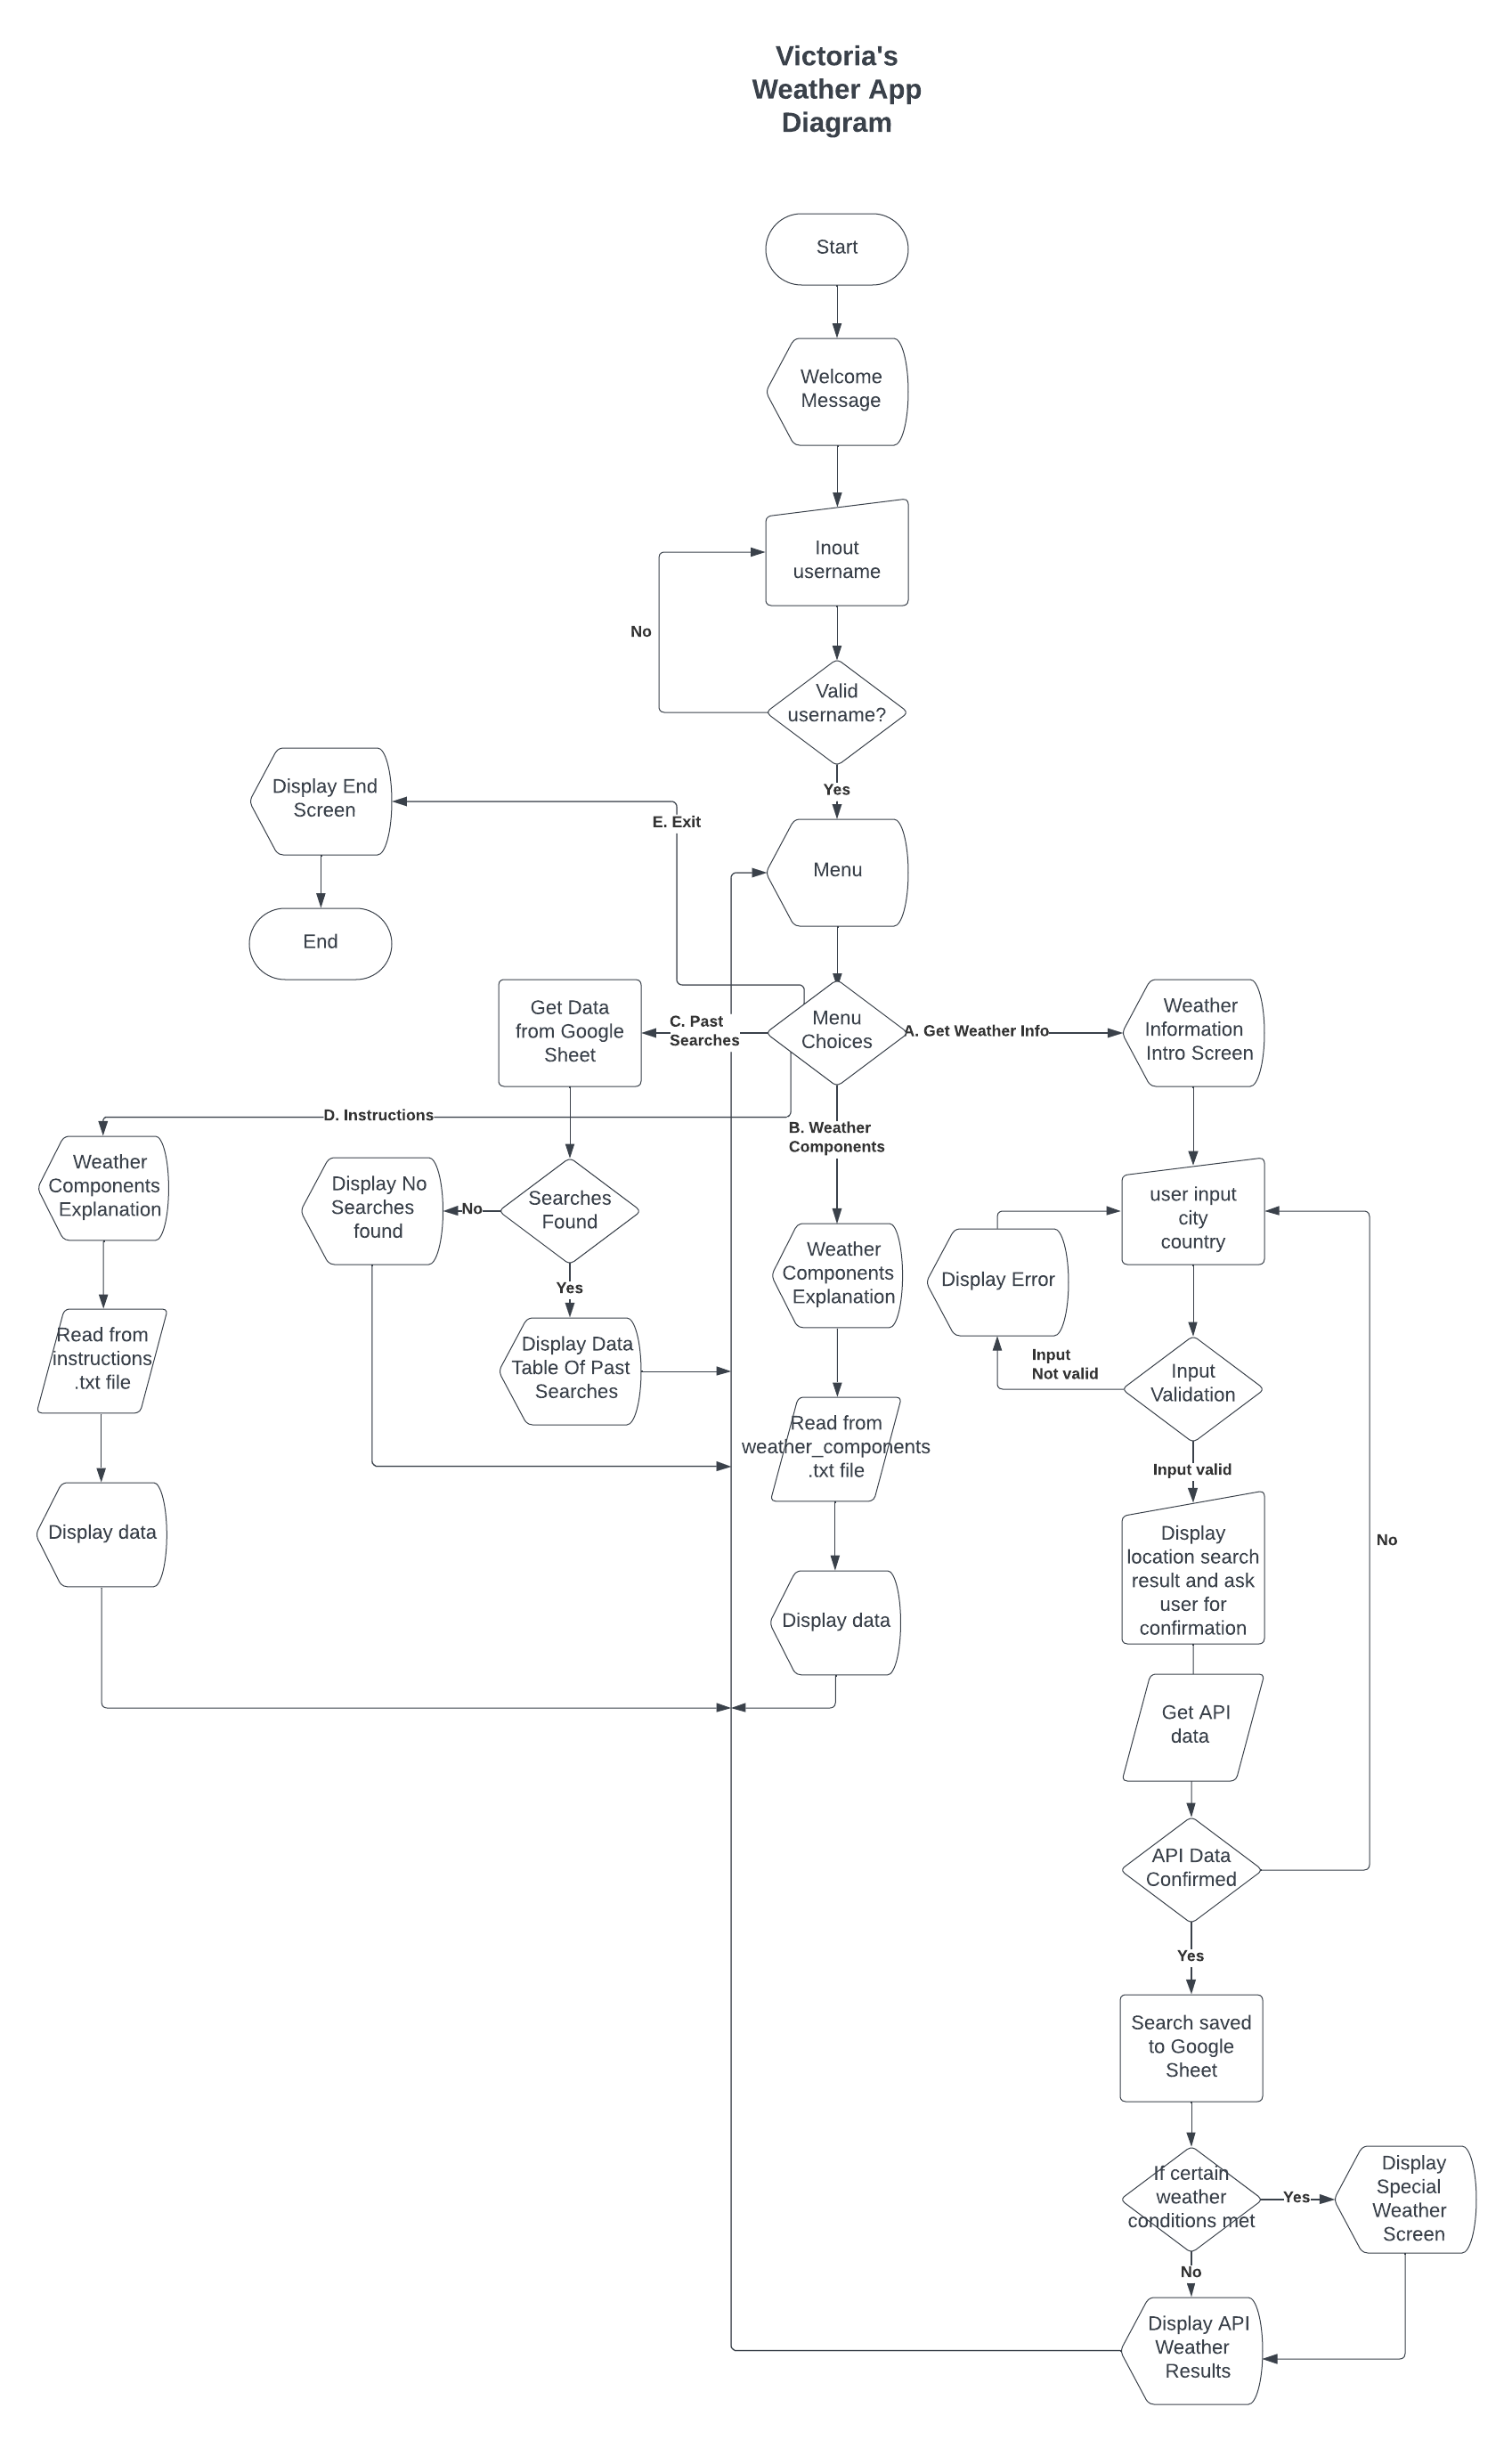 Victoria's
Weather App
Diagram
Start
Welcome
Message
Inout
username
No
Valid
username?
Yes
Display End
Screen
E. Exit
Menu
End
Get Data
from Google
Sheet
C. Past
Searches
Menu
Choices
A. Get Weather Info
Weather
Information
Intro Screen
D. Instructions
B. Weather
Components
Weather
Components
Explanation
Display No
Searches
found
No
Searches
Found
Yes
user input
city
country
Weather
Components
Explanation
Display Error
Read from
instructions
.txt file
Display Data
Table Of Past
Searches
Input
Not valid
Input
Validation
Read from
weather_components
.txt file
Input valid
Display data
Display
location search
result and ask
user for
confirmation
No
Display data
Get API
data
API Data
Confirmed
Yes
Search saved
to Google
Sheet
If certain
weather
conditions met
Yes
Display
Special
Weather
Screen
No
Display API
Weather
Results